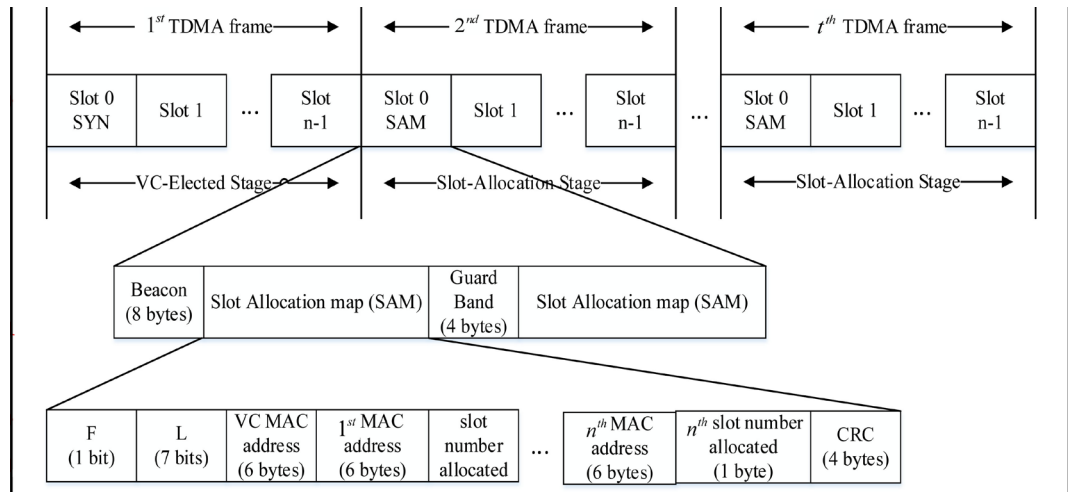 1st TDMA frame
2nd TDMA frame
tth TDMA frame
Slot 0
SYN
Slot 1
...
Slot
n-1
Slot 0
SAM
Slot 1
...
Slot
n-1
...
Slot 0
SAM
Slot 1
...
Slot
n-1
VC-Elected Stage
Slot-Allocation Stage
Slot-Allocation Stage
Beacon
(8 bytes)
Slot Allocation map (SAM)
Guard
Band
(4 bytes)
Slot Allocation map (SAM)
F
(1 bit)
L
(7 bits)
VC MAC
address
(6 bytes)
1st MAC
address
(6 bytes)
slot
number
allocated
...
nth MAC
address
(6 bytes)
nth slot number
allocated
(1 byte)
CRC
(4 bytes)